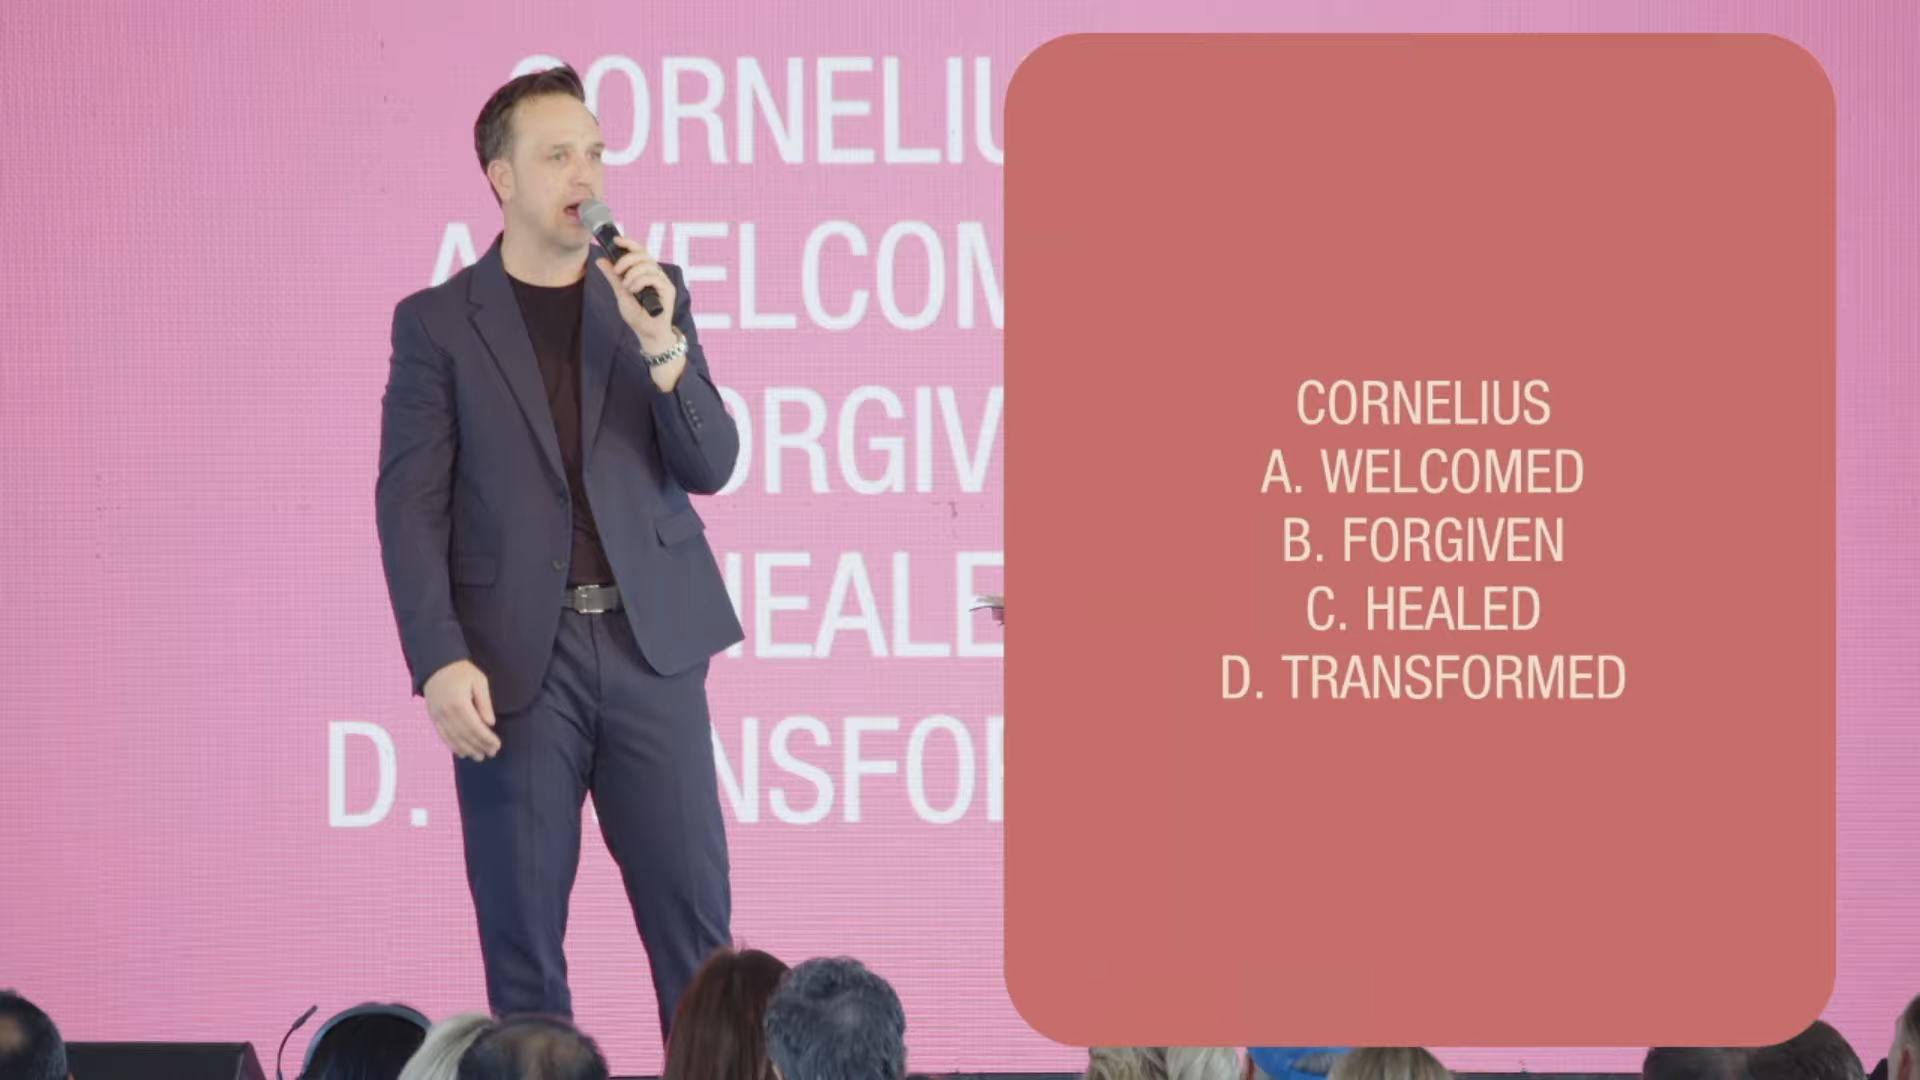 CORNELIUS
A. WELCOMED
B. FORGIVEN
C. HEALED
D. TRANSFORMED